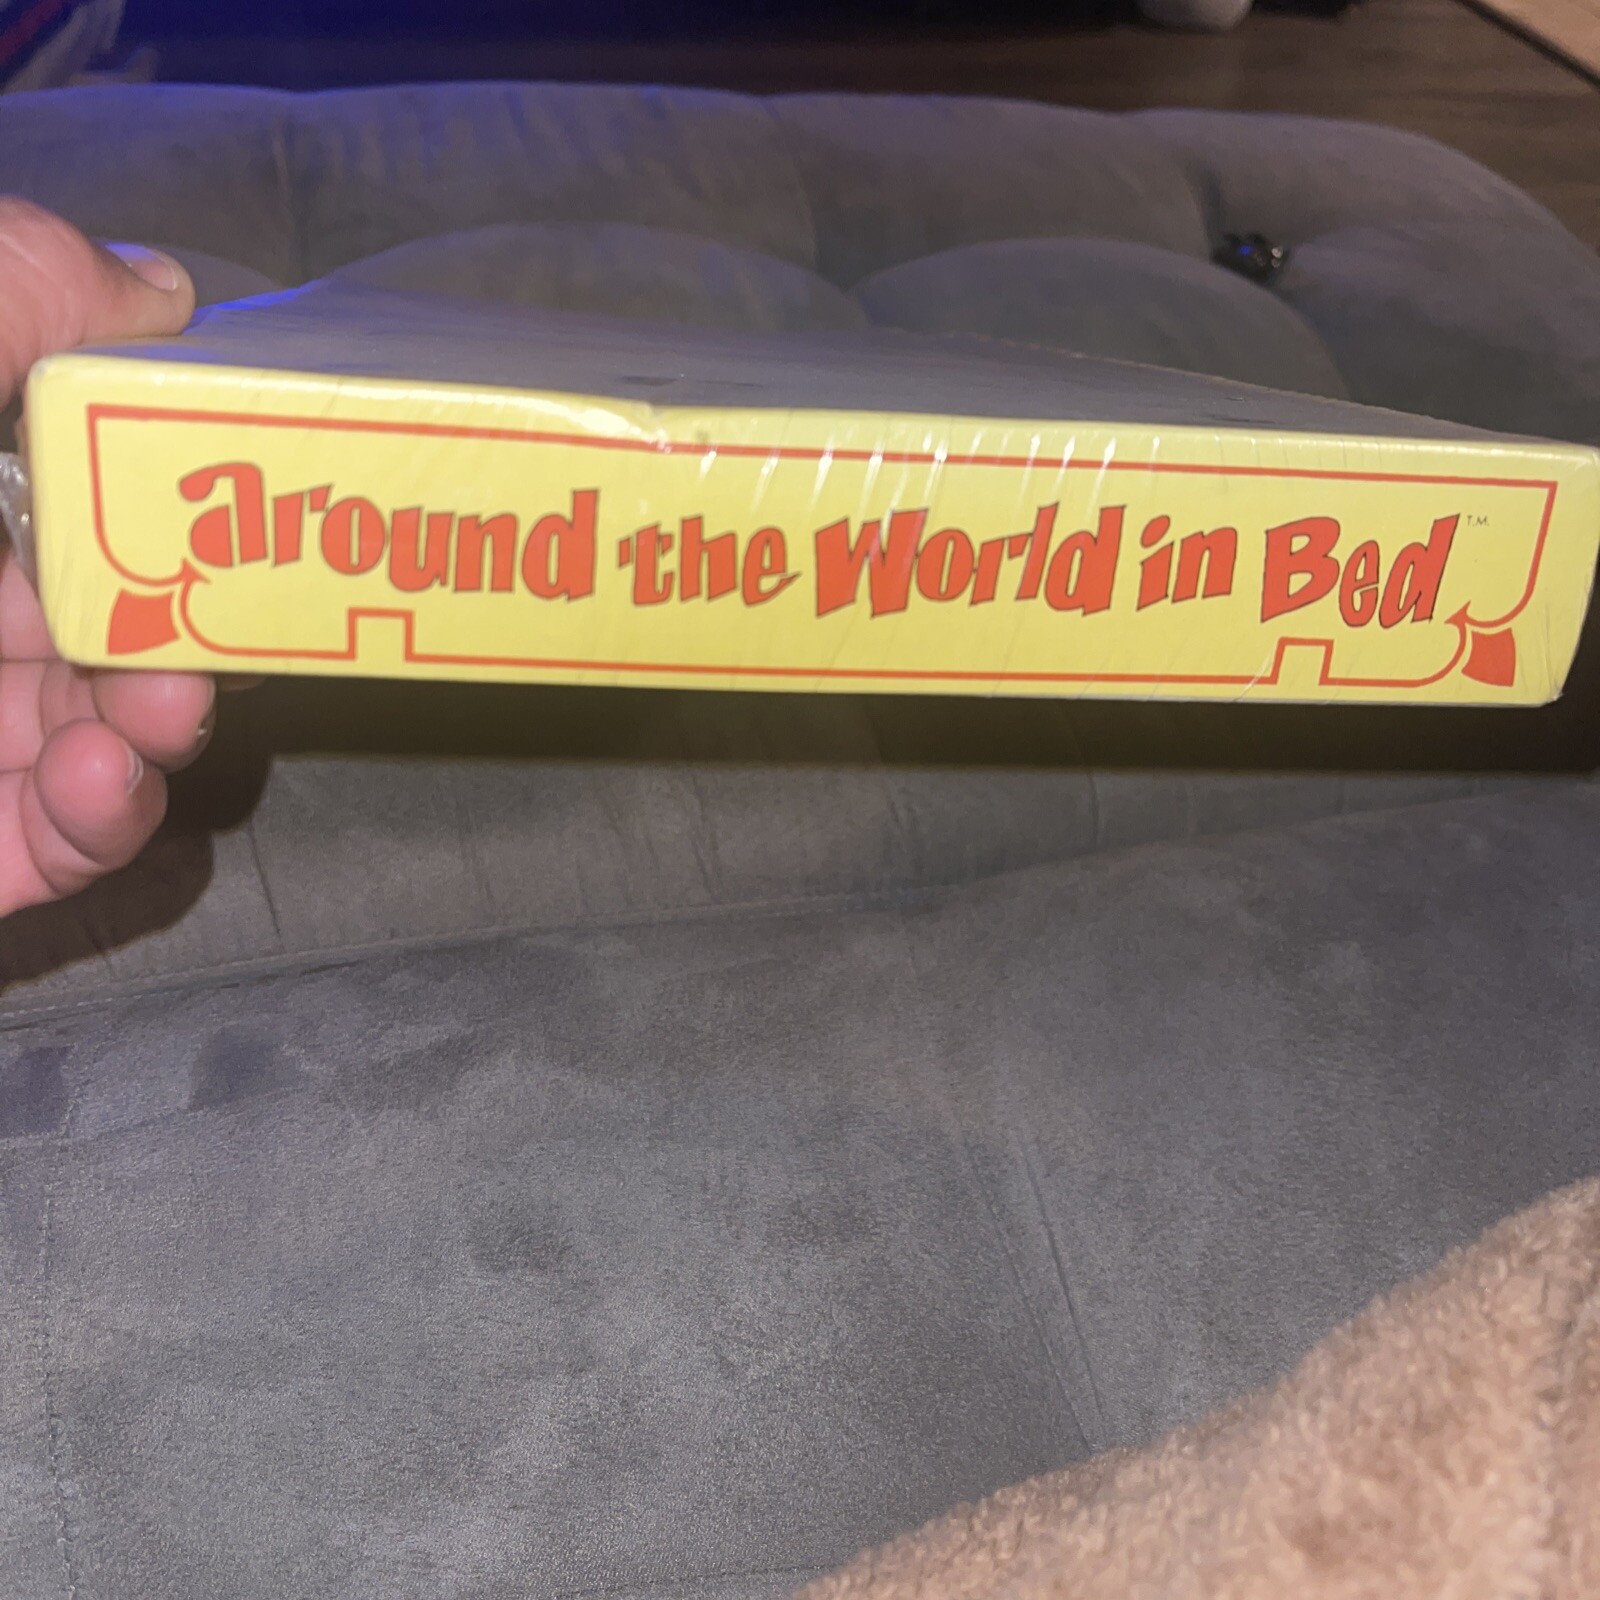 around the World in Bed T.M.